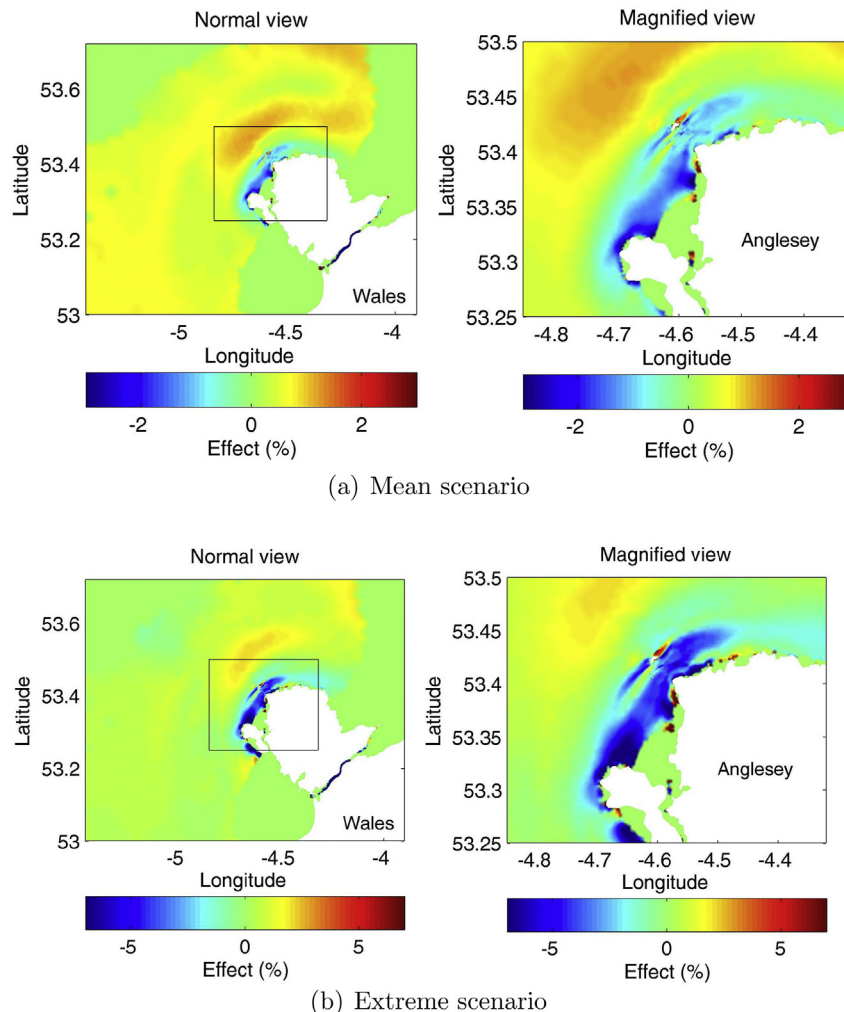 Normal view
Magnified view
53.6
53.4
53.2
53
Latitude
Wales
-5
-4.5
-4
Longitude
-2
0
2
Effect (%)
53.5
53.45
53.4
53.35
53.3
53.25
Latitude
Anglesey
-4.8
-4.7
-4.6
-4.5
-4.4
Longitude
-2
0
2
Effect (%)
(a) Mean scenario
Normal view
Magnified view
53.6
53.4
53.2
53
Latitude
Wales
-5
-4.5
-4
Longitude
-5
0
5
Effect (%)
53.5
53.45
53.4
53.35
53.3
53.25
Latitude
Anglesey
-4.8
-4.7
-4.6
-4.5
-4.4
Longitude
-5
0
5
Effect (%)
(b) Extreme scenario